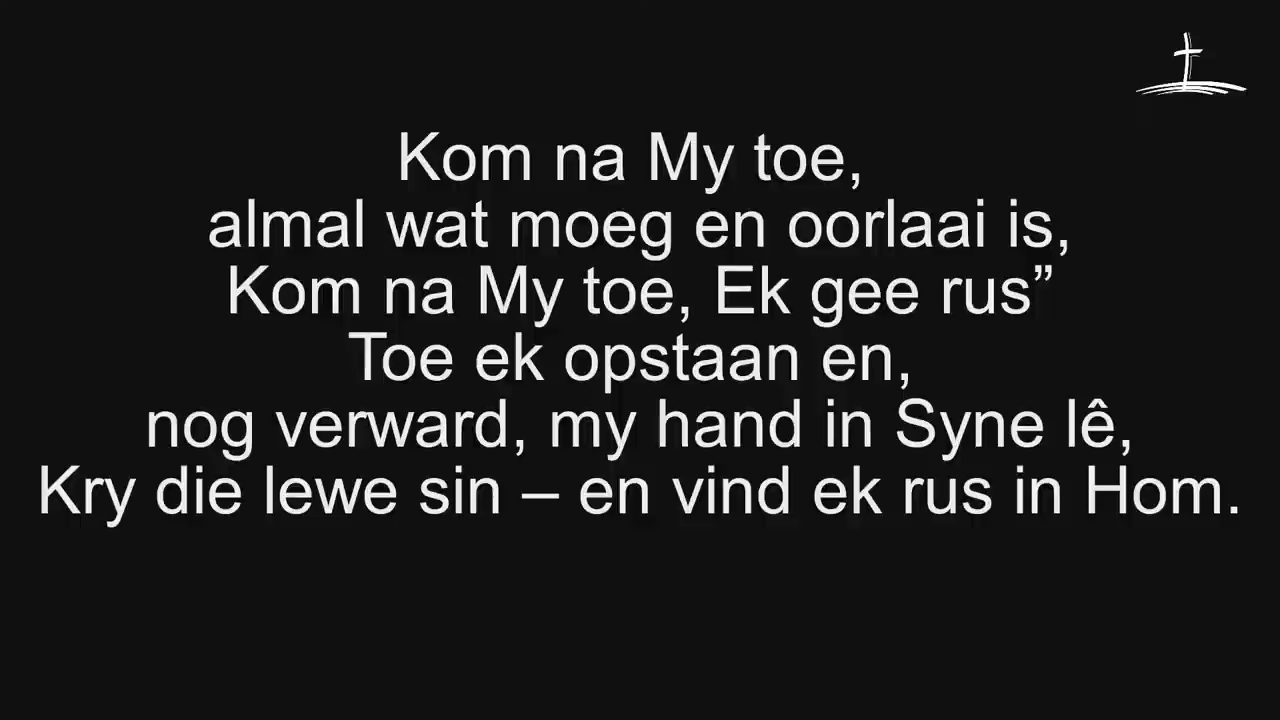 Kom na My toe,
almal wat moeg en oorlaai is,
Kom na My toe, Ek gee rus”
Toe ek opstaan en,
nog verward, my hand in Syne lê,
Kry die lewe sin – en vind ek rus in Hom.